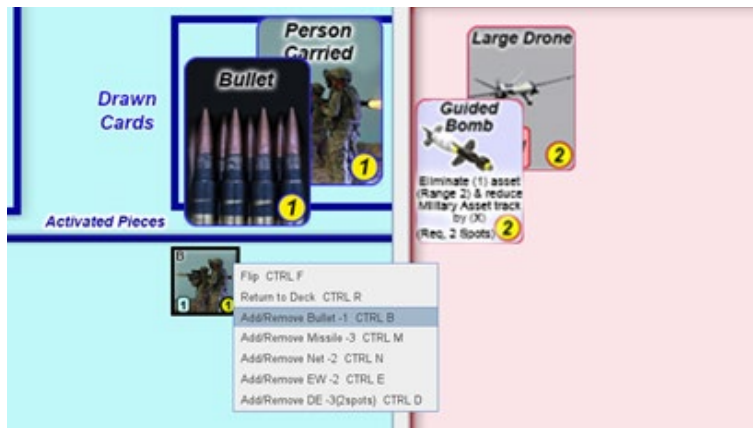 Person
Carried
1
Bullet
1
Drawn
Cards
Activated Pieces
B
1
1
Flip CTRL F
Return to Deck CTRL R
Add/Remove Bullet -1 CTRL B
Add/Remove Missile -3 CTRL M
Add/Remove Net -2 CTRL N
Add/Remove EW -2 CTRL E
Add/Remove DE -3(2spots) CTRL D
Large Drone
2
Guided
Bomb
Eliminate (1) asset
(Range 2) & reduce
Military Asset track
by (X)
(Req, 2 Spots)
2